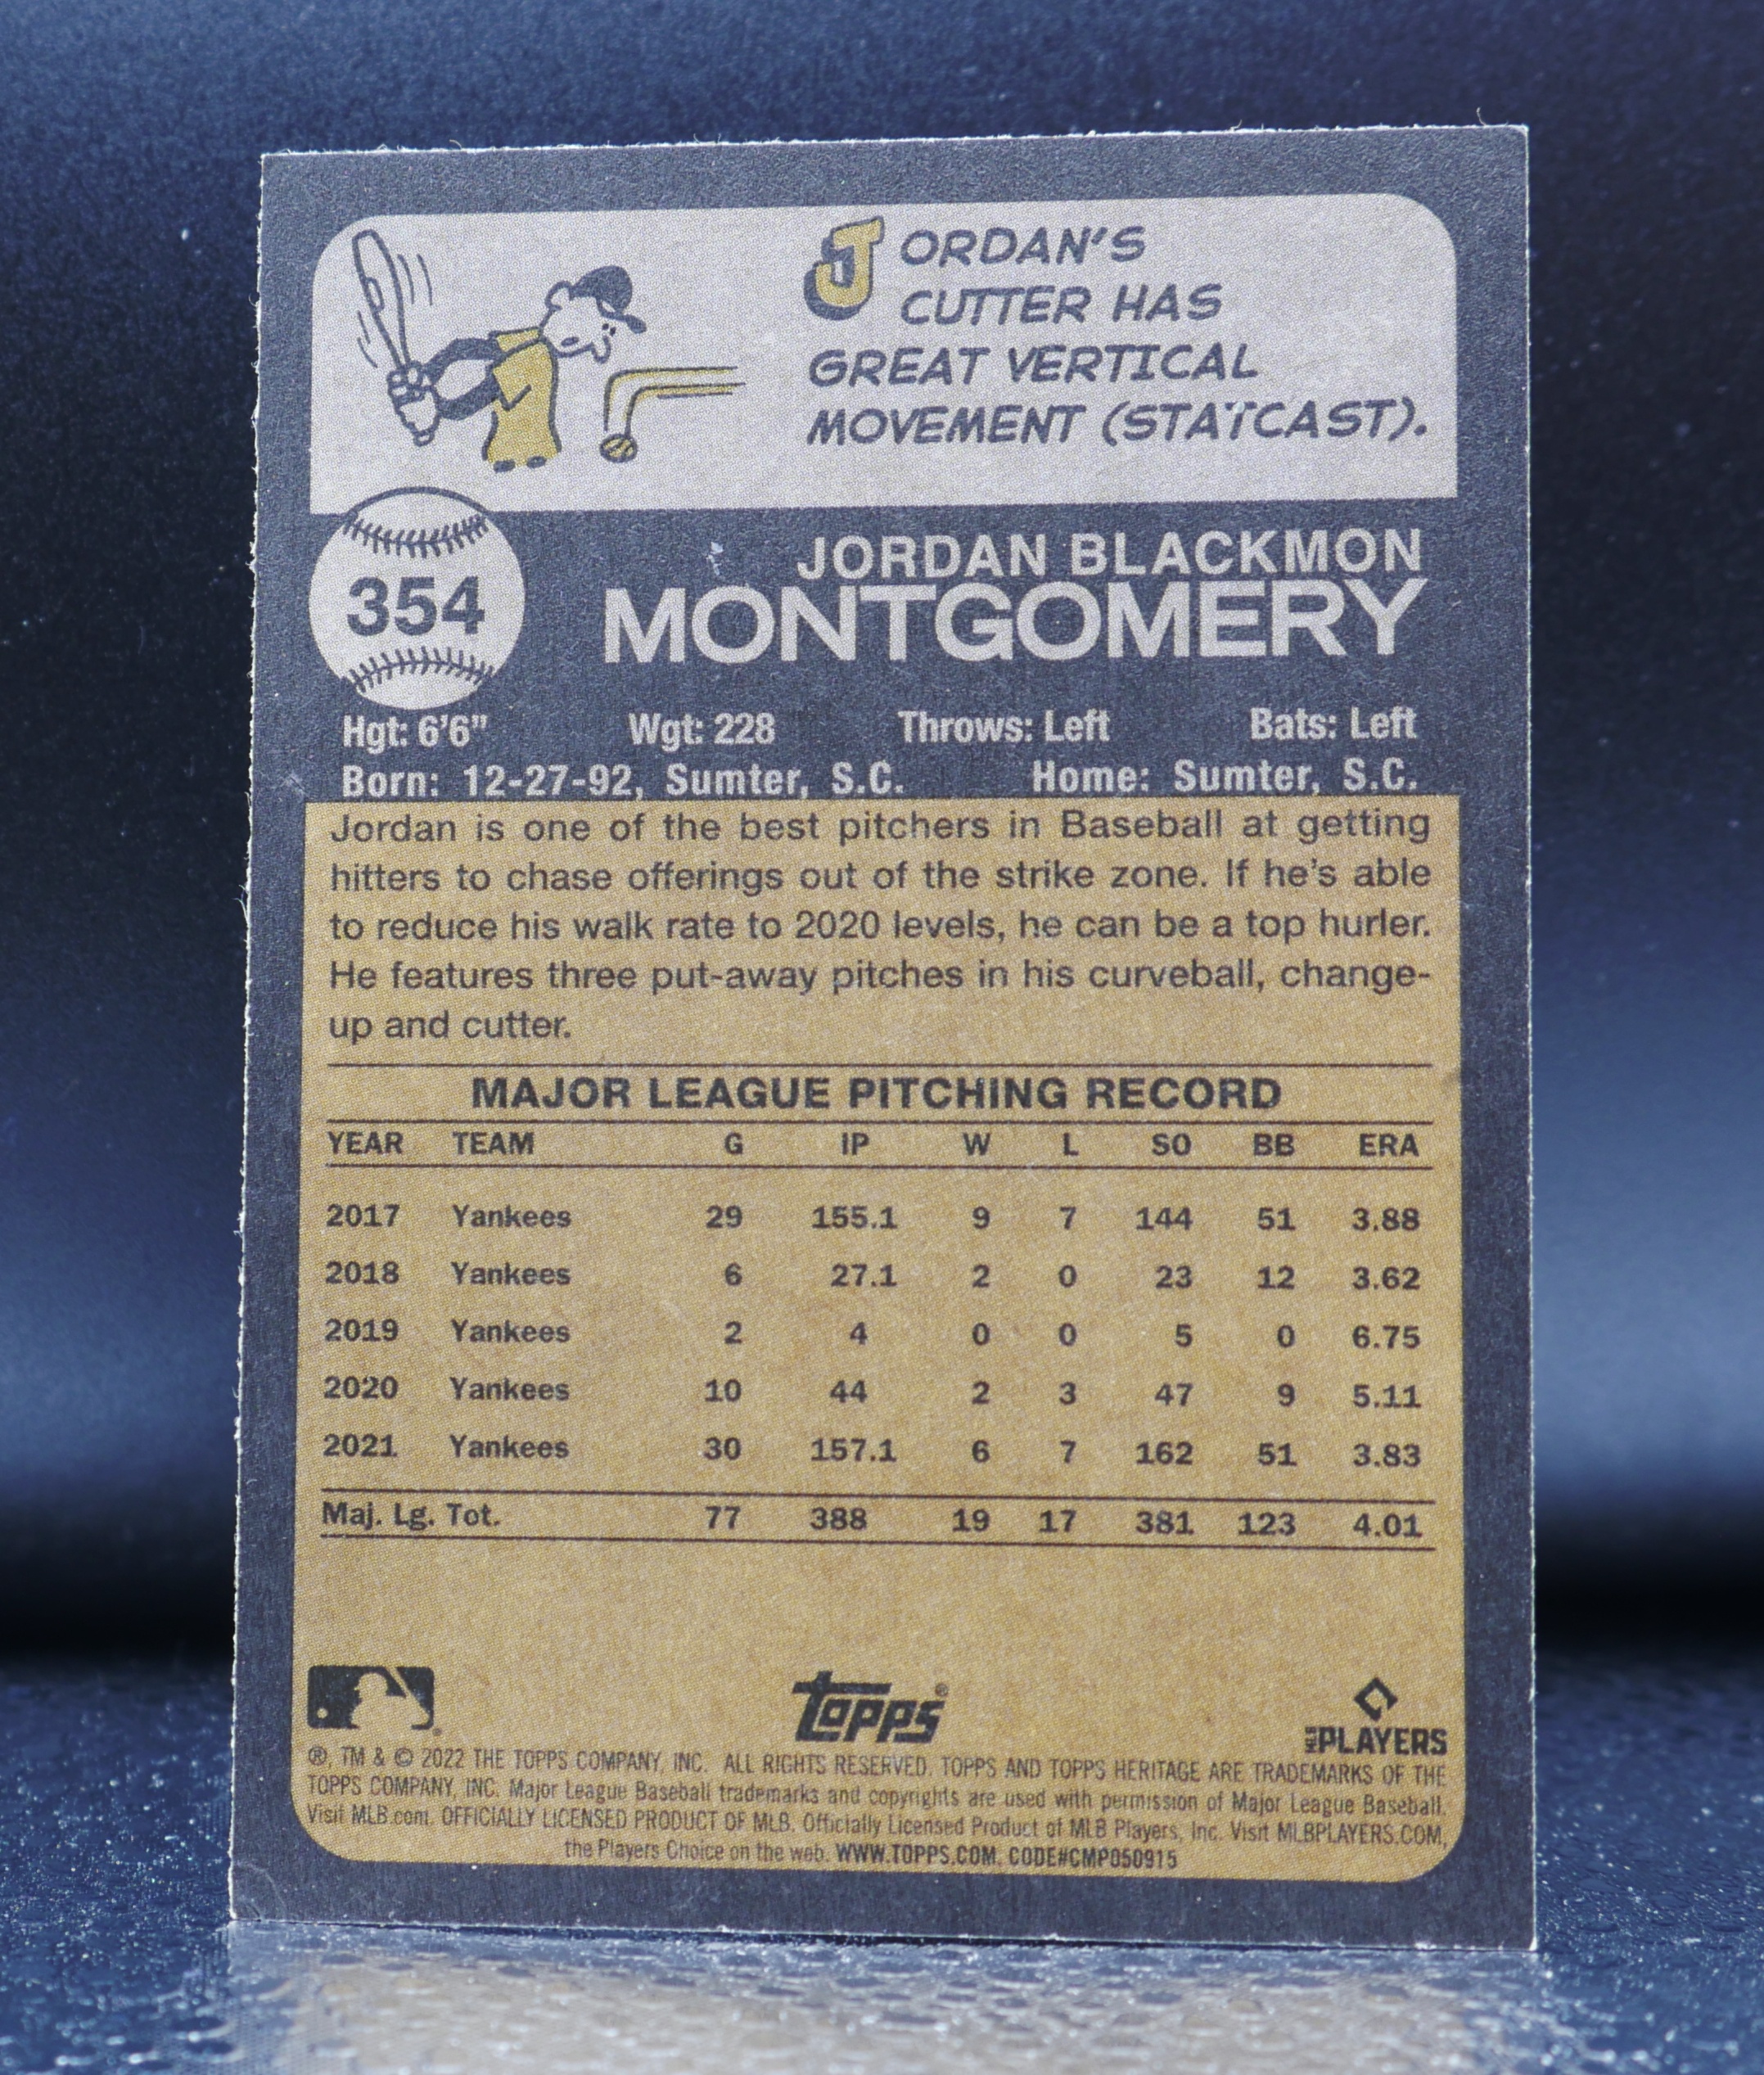 JORDAN'S
CUTTER HAS
GREAT VERTICAL
MOVEMENT (STATCAST).
354
JORDAN BLACKMON
MONTGOMERY
Hgt: 6'6" Wgt: 228 Throws: Left Bats: Left
Born: 12-27-92, Sumter, S.C. Home: Sumter, S.C.
Jordan is one of the best pitchers in Baseball at getting
hitters to chase offerings out of the strike zone. If he's able
to reduce his walk rate to 2020 levels, he can be a top hurler.
He features three put-away pitches in his curveball, change-
up and cutter.
MAJOR LEAGUE PITCHING RECORD
YEAR TEAM G IP W L SO BB ERA
2017 Yankees 29 155.1 9 7 144 51 3.88
2018 Yankees 6 27.1 2 0 23 12 3.62
2019 Yankees 2 4 0 0 5 0 6.75
2020 Yankees 10 44 2 3 47 9 5.11
2021 Yankees 30 157.1 6 7 162 51 3.83
Maj. Lg. Tot. 77 388 19 17 381 123 4.01
topps®
MLB PLAYERS
®, TM & © 2022 THE TOPPS COMPANY, INC. ALL RIGHTS RESERVED. TOPPS AND TOPPS HERITAGE ARE TRADEMARKS OF THE
TOPPS COMPANY, INC. Major League Baseball trademarks and copyrights are used with permission of Major League Baseball.
Visit MLB.com. OFFICIALLY LICENSED PRODUCT OF MLB. Officially Licensed Product of MLB Players, Inc. Visit MLBPLAYERS.COM,
the Players Choice on the web. WWW.TOPPS.COM. CODE#CMP050915